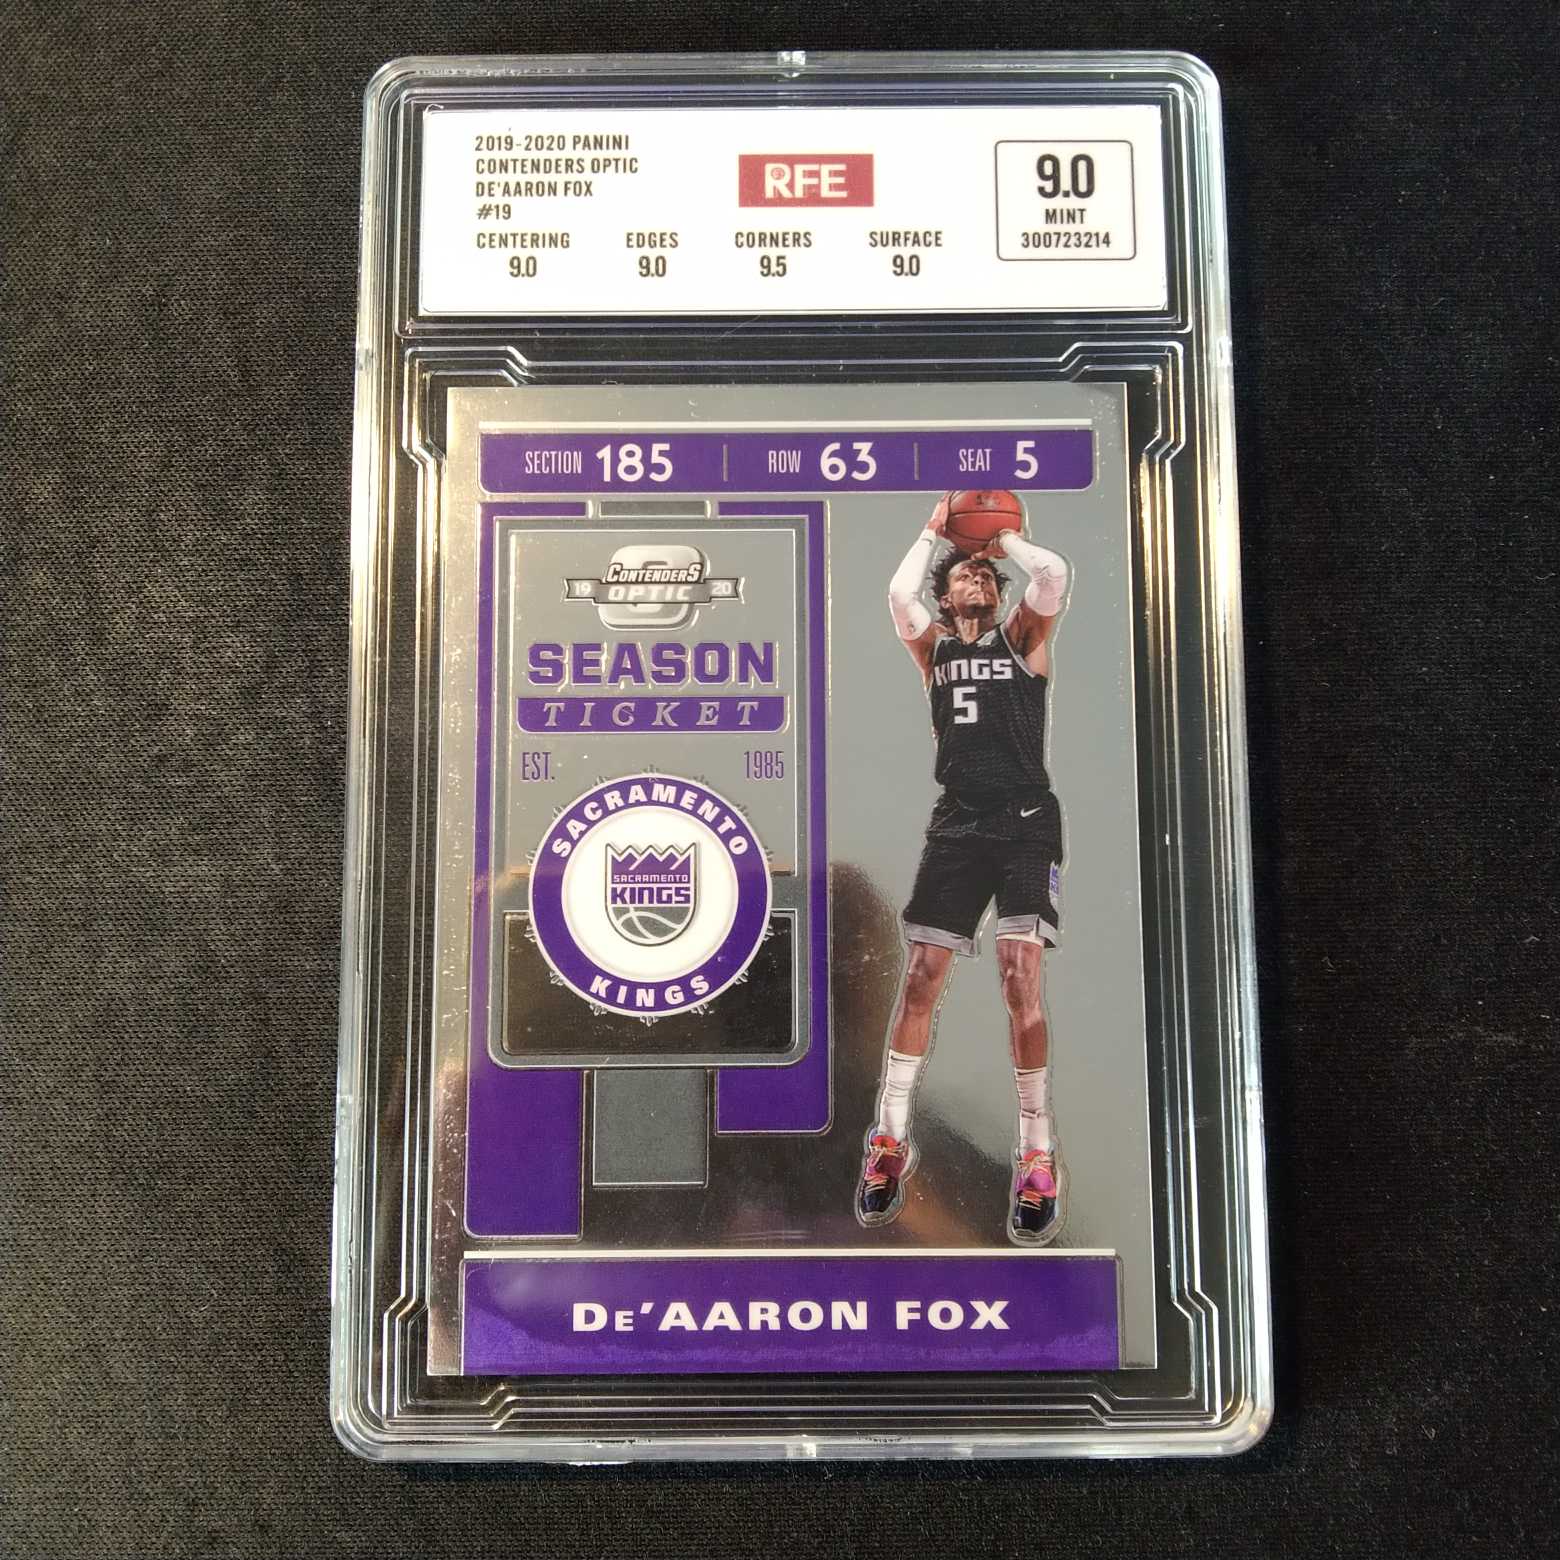 2019-2020 PANINI
CONTENDERS OPTIC
DE'AARON FOX
#19
RFE
9.0
MINT
300723214
CENTERING EDGES CORNERS SURFACE
9.0 9.0 9.5 9.0
SECTION 185 ROW 63 SEAT 5
CONTENDERS
19 OPTIC 20
SEASON
TICKET
EST. 1985
SACRAMENTO
SACRAMENTO
KINGS
KINGS
KINGS
5
DE'AARON FOX